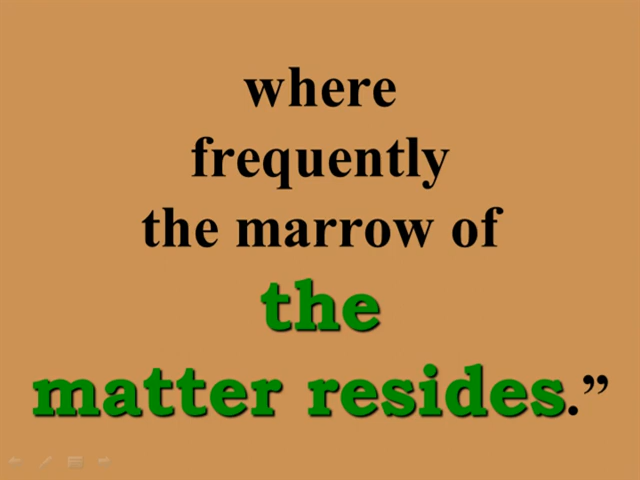 where
frequently
the marrow of
the
matter resides.”